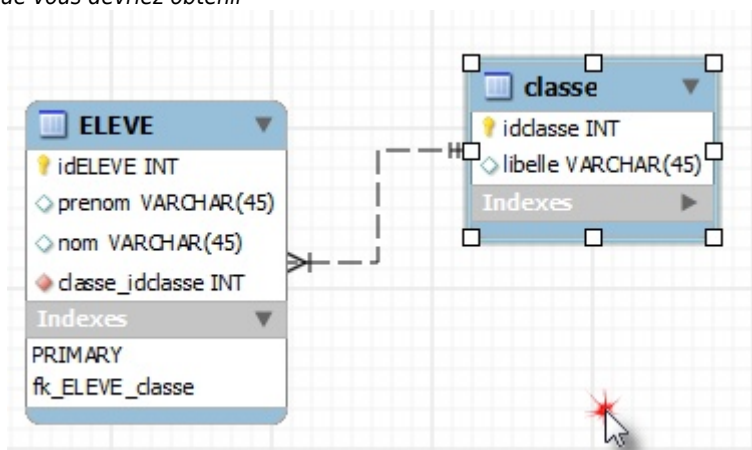 que vous devriez obtenir
ELEVE
idELEVE INT
prenom VARCHAR(45)
nom VARCHAR(45)
classe_idclasse INT
Indexes
PRIMARY
fk_ELEVE_classe
classe
idclasse INT
libelle VARCHAR(45)
Indexes